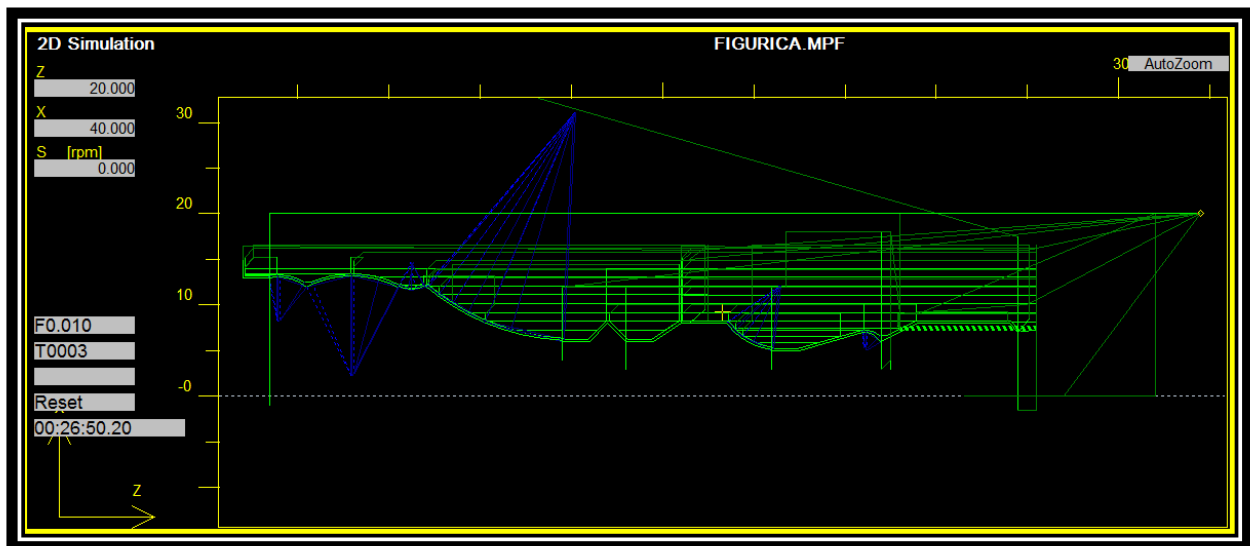 2D Simulation
FIGURICA.MPF
Z
20.000
X
40.000
S [rpm]
0.000
30 AutoZoom
30
20
10
-0
F0.010
T0003
Reset
X
00:26:50.20
Z